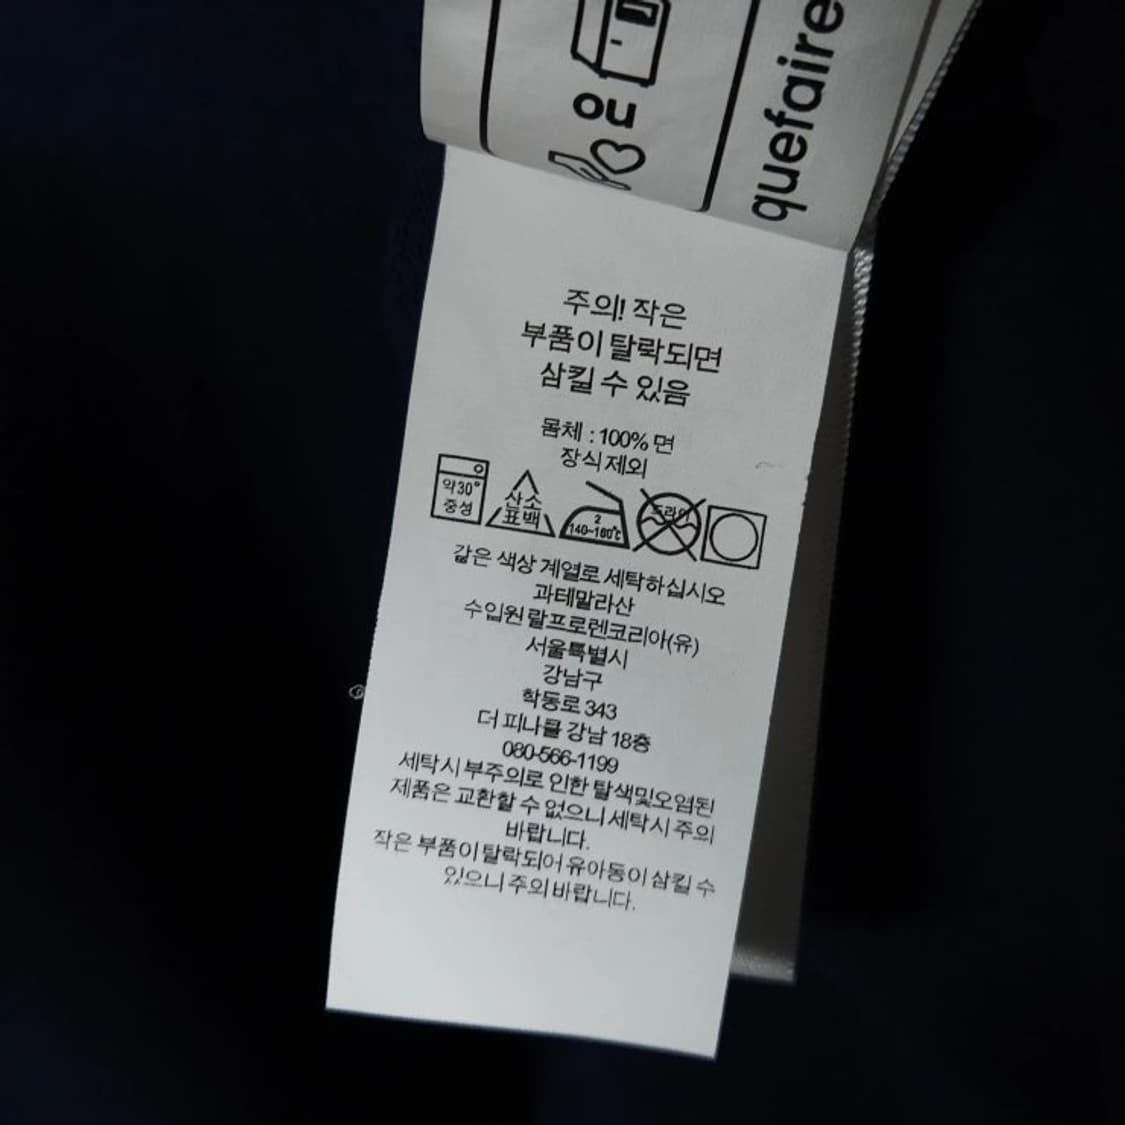 ou
quefaire
주의! 작은
부품이 탈락되면
삼킬 수 있음
몸체 : 100% 면
장식제외
약30°
중성
산소
표백
2
140~160℃
드라이
같은 색상 계열로 세탁하십시오
과테말라산
수입원 랄프로렌코리아(유)
서울특별시
강남구
학동로 343
더 피나클 강남 18층
080-566-1199
세탁시 부주의로 인한 탈색및오염된
제품은 교환할 수 없으니 세탁시 주의
바랍니다.
작은 부품이 탈락되어 유아동이 삼킬 수
있으니 주의 바랍니다.